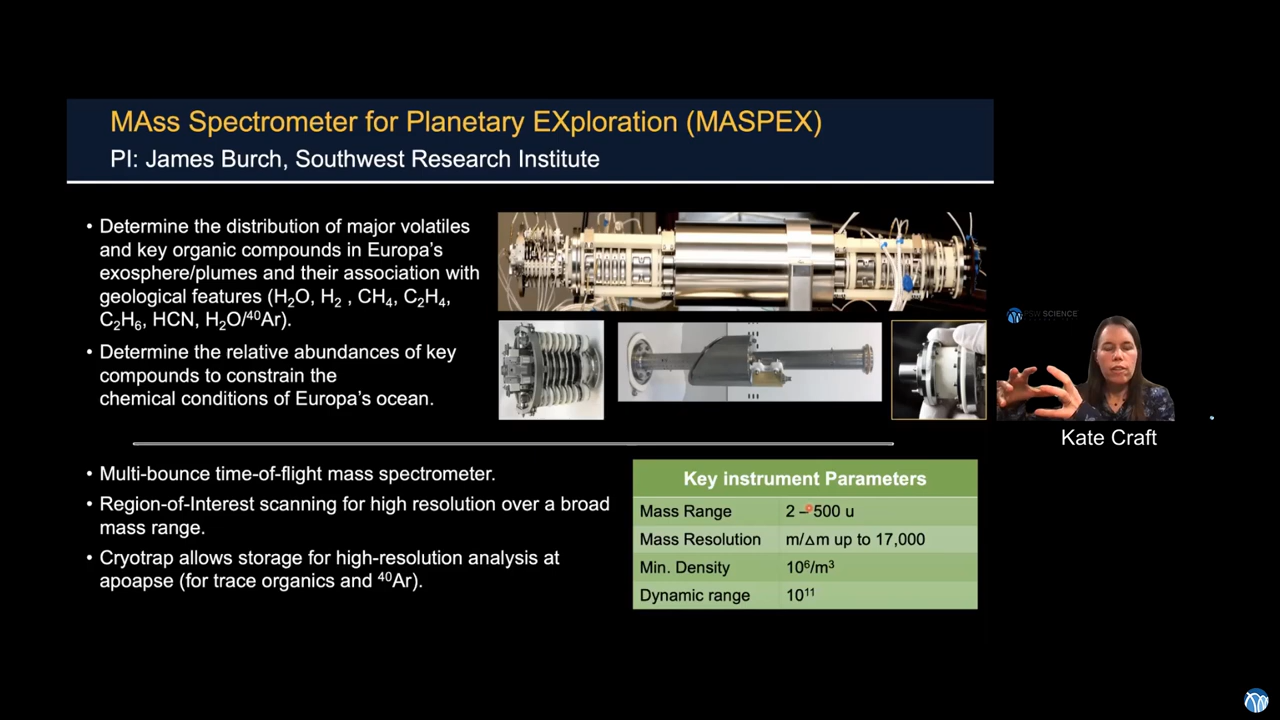 MAss Spectrometer for Planetary EXploration (MASPEX)
PI: James Burch, Southwest Research Institute
• Determine the distribution of major volatiles
and key organic compounds in Europa’s
exosphere/plumes and their association with
geological features (H₂O, H₂ , CH₄, C₂H₄,
C₂H₆, HCN, H₂O/⁴⁰Ar).
• Determine the relative abundances of key
compounds to constrain the
chemical conditions of Europa’s ocean.
PSW SCIENCE
Kate Craft
• Multi-bounce time-of-flight mass spectrometer.
• Region-of-Interest scanning for high resolution over a broad
mass range.
• Cryotrap allows storage for high-resolution analysis at
apoapse (for trace organics and ⁴⁰Ar).
Key instrument Parameters
Mass Range 2 – 500 u
Mass Resolution m/△m up to 17,000
Min. Density 10⁶/m³
Dynamic range 10¹¹